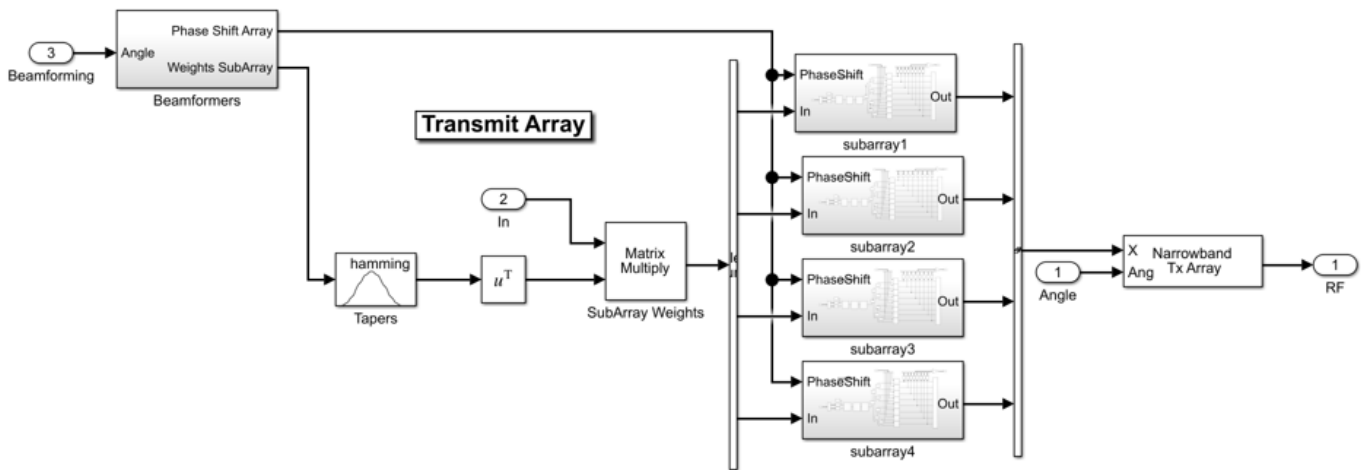 3
Beamforming
Angle
Phase Shift Array
Weights SubArray
Beamformers
Transmit Array
2
In
hamming
Tapers
uᵀ
Matrix
Multiply
SubArray Weights
PhaseShift
In
Out
subarray1
PhaseShift
In
Out
subarray2
PhaseShift
In
Out
subarray3
PhaseShift
In
Out
subarray4
1
Angle
X
Ang
Narrowband
Tx Array
1
RF